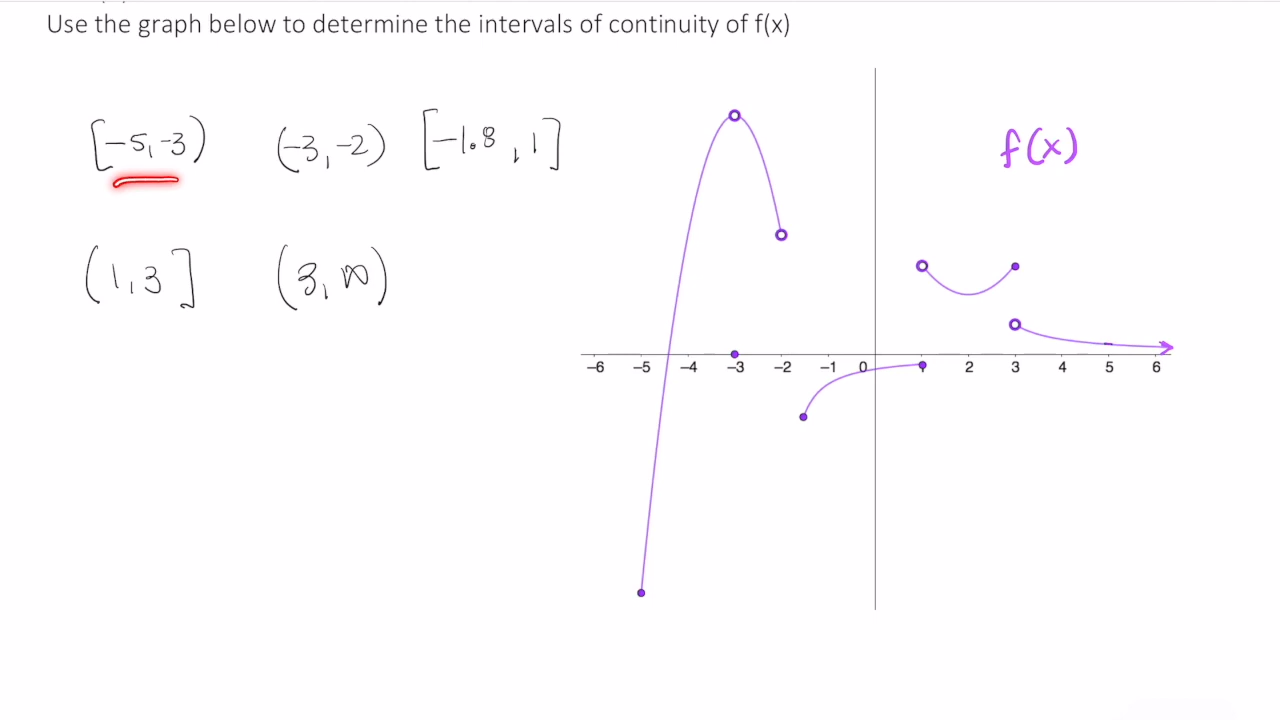 Use the graph below to determine the intervals of continuity of f(x)
[-5,-3) (-3,-2) [-1.8,1]
f(x)
(1,3] (3,∞)
-6 -5 -4 -3 -2 -1 0 1 2 3 4 5 6